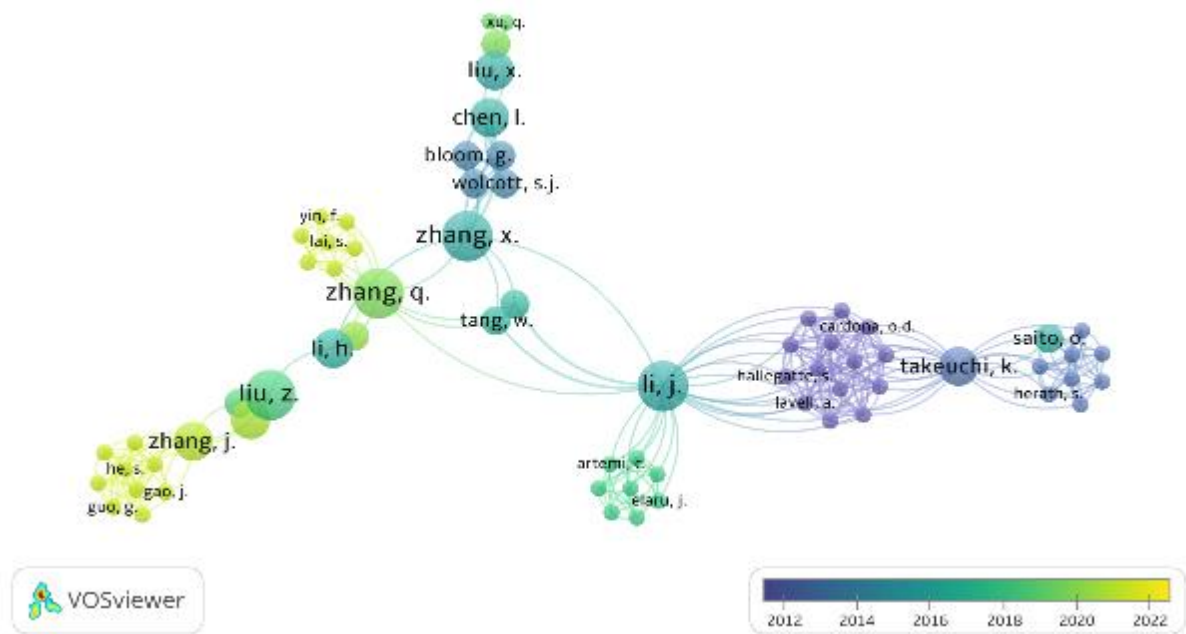 xu, q.
liu, x.
chen, l.
bloom, g.
wolcott, s.j.
yin, f.
lai, s.
zhang, x.
zhang, q.
tang, w.
cardona, o.d.
saito, o.
li, h.
takeuchi, k.
hallegatte, s.
li, j.
liu, z.
herath, s.
lavell, a.
zhang, j.
artemi, c.
he, s.
gao, j.
elaru, j.
guo, g.
VOSviewer
2012 2014 2016 2018 2020 2022